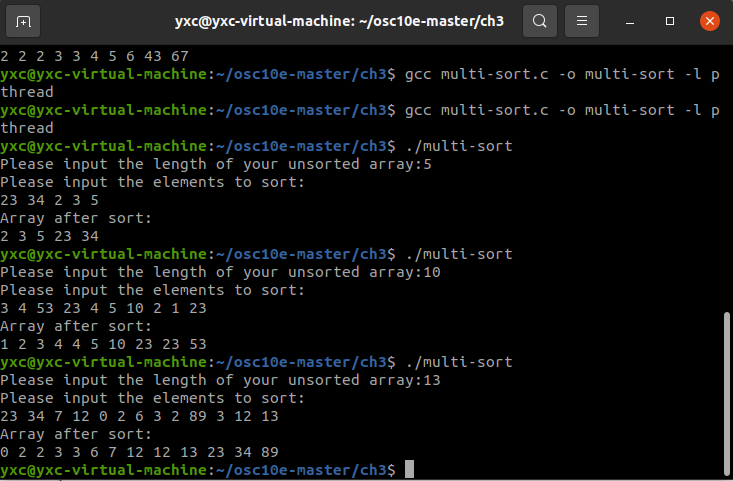 yxc@yxc-virtual-machine: ~/osc10e-master/ch3
2 2 2 3 3 4 5 6 43 67
yxc@yxc-virtual-machine:~/osc10e-master/ch3$ gcc multi-sort.c -o multi-sort -l p
thread
yxc@yxc-virtual-machine:~/osc10e-master/ch3$ gcc multi-sort.c -o multi-sort -l p
thread
yxc@yxc-virtual-machine:~/osc10e-master/ch3$ ./multi-sort
Please input the length of your unsorted array:5
Please input the elements to sort:
23 34 2 3 5
Array after sort:
2 3 5 23 34
yxc@yxc-virtual-machine:~/osc10e-master/ch3$ ./multi-sort
Please input the length of your unsorted array:10
Please input the elements to sort:
3 4 53 23 4 5 10 2 1 23
Array after sort:
1 2 3 4 4 5 10 23 23 53
yxc@yxc-virtual-machine:~/osc10e-master/ch3$ ./multi-sort
Please input the length of your unsorted array:13
Please input the elements to sort:
23 34 7 12 0 2 6 3 2 89 3 12 13
Array after sort:
0 2 2 3 3 6 7 12 12 13 23 34 89
yxc@yxc-virtual-machine:~/osc10e-master/ch3$